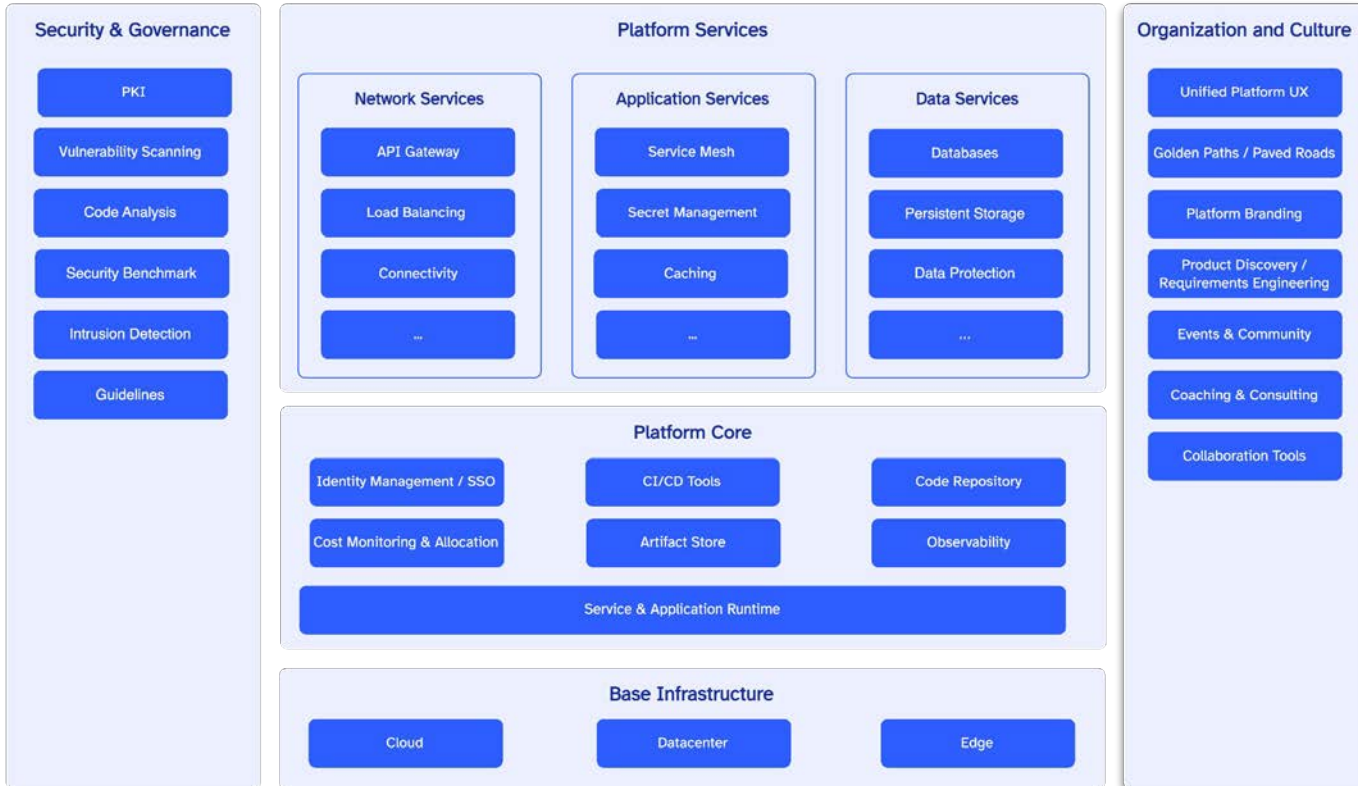 Security & Governance
PKI
Vulnerability Scanning
Code Analysis
Security Benchmark
Intrusion Detection
Guidelines
Platform Services
Network Services
API Gateway
Load Balancing
Connectivity
...
Application Services
Service Mesh
Secret Management
Caching
...
Data Services
Databases
Persistent Storage
Data Protection
...
Platform Core
Identity Management / SSO
CI/CD Tools
Code Repository
Cost Monitoring & Allocation
Artifact Store
Observability
Service & Application Runtime
Base Infrastructure
Cloud
Datacenter
Edge
Organization and Culture
Unified Platform UX
Golden Paths / Paved Roads
Platform Branding
Product Discovery /
Requirements Engineering
Events & Community
Coaching & Consulting
Collaboration Tools